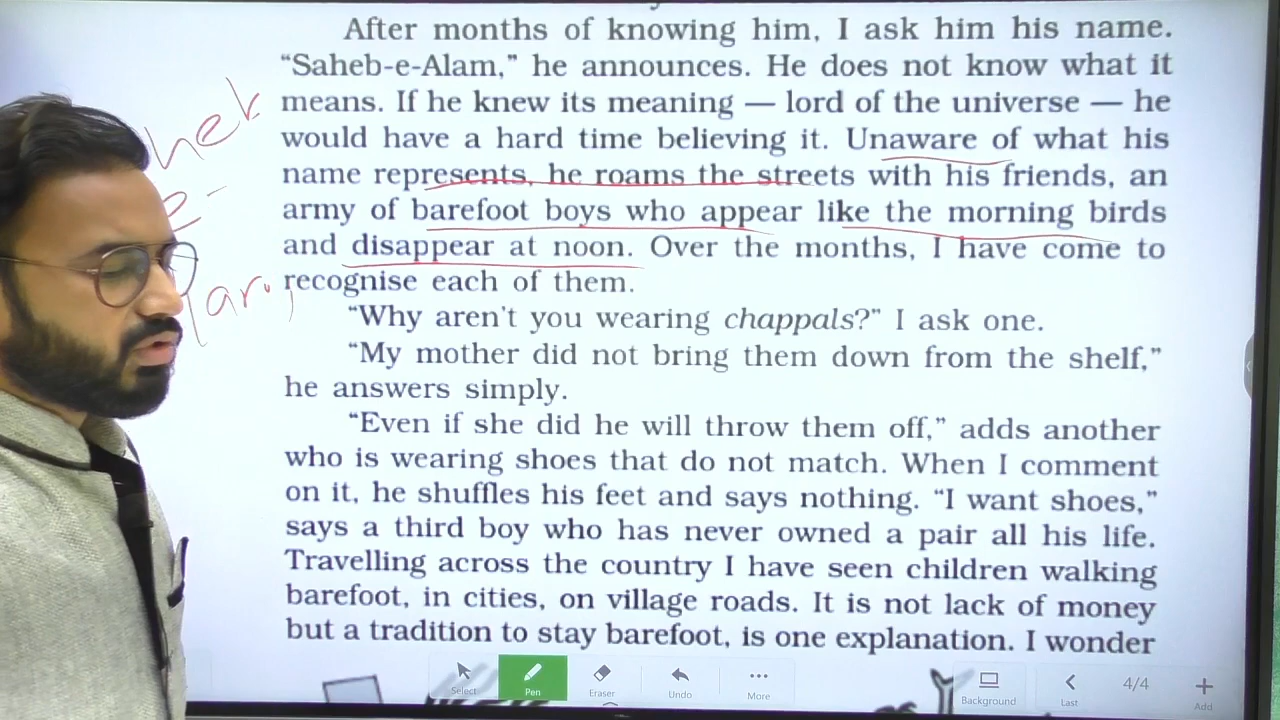 After months of knowing him, I ask him his name.
“Saheb-e-Alam,” he announces. He does not know what it
means. If he knew its meaning — lord of the universe — he
would have a hard time believing it. Unaware of what his
name represents, he roams the streets with his friends, an
army of barefoot boys who appear like the morning birds
and disappear at noon. Over the months, I have come to
recognise each of them.
“Why aren’t you wearing chappals?” I ask one.
“My mother did not bring them down from the shelf,”
he answers simply.
“Even if she did he will throw them off,” adds another
who is wearing shoes that do not match. When I comment
on it, he shuffles his feet and says nothing. “I want shoes,”
says a third boy who has never owned a pair all his life.
Travelling across the country I have seen children walking
barefoot, in cities, on village roads. It is not lack of money
but a tradition to stay barefoot, is one explanation. I wonder
heb
e-
Select
Pen
Eraser
Undo
More
Background
Last
4/4
Add